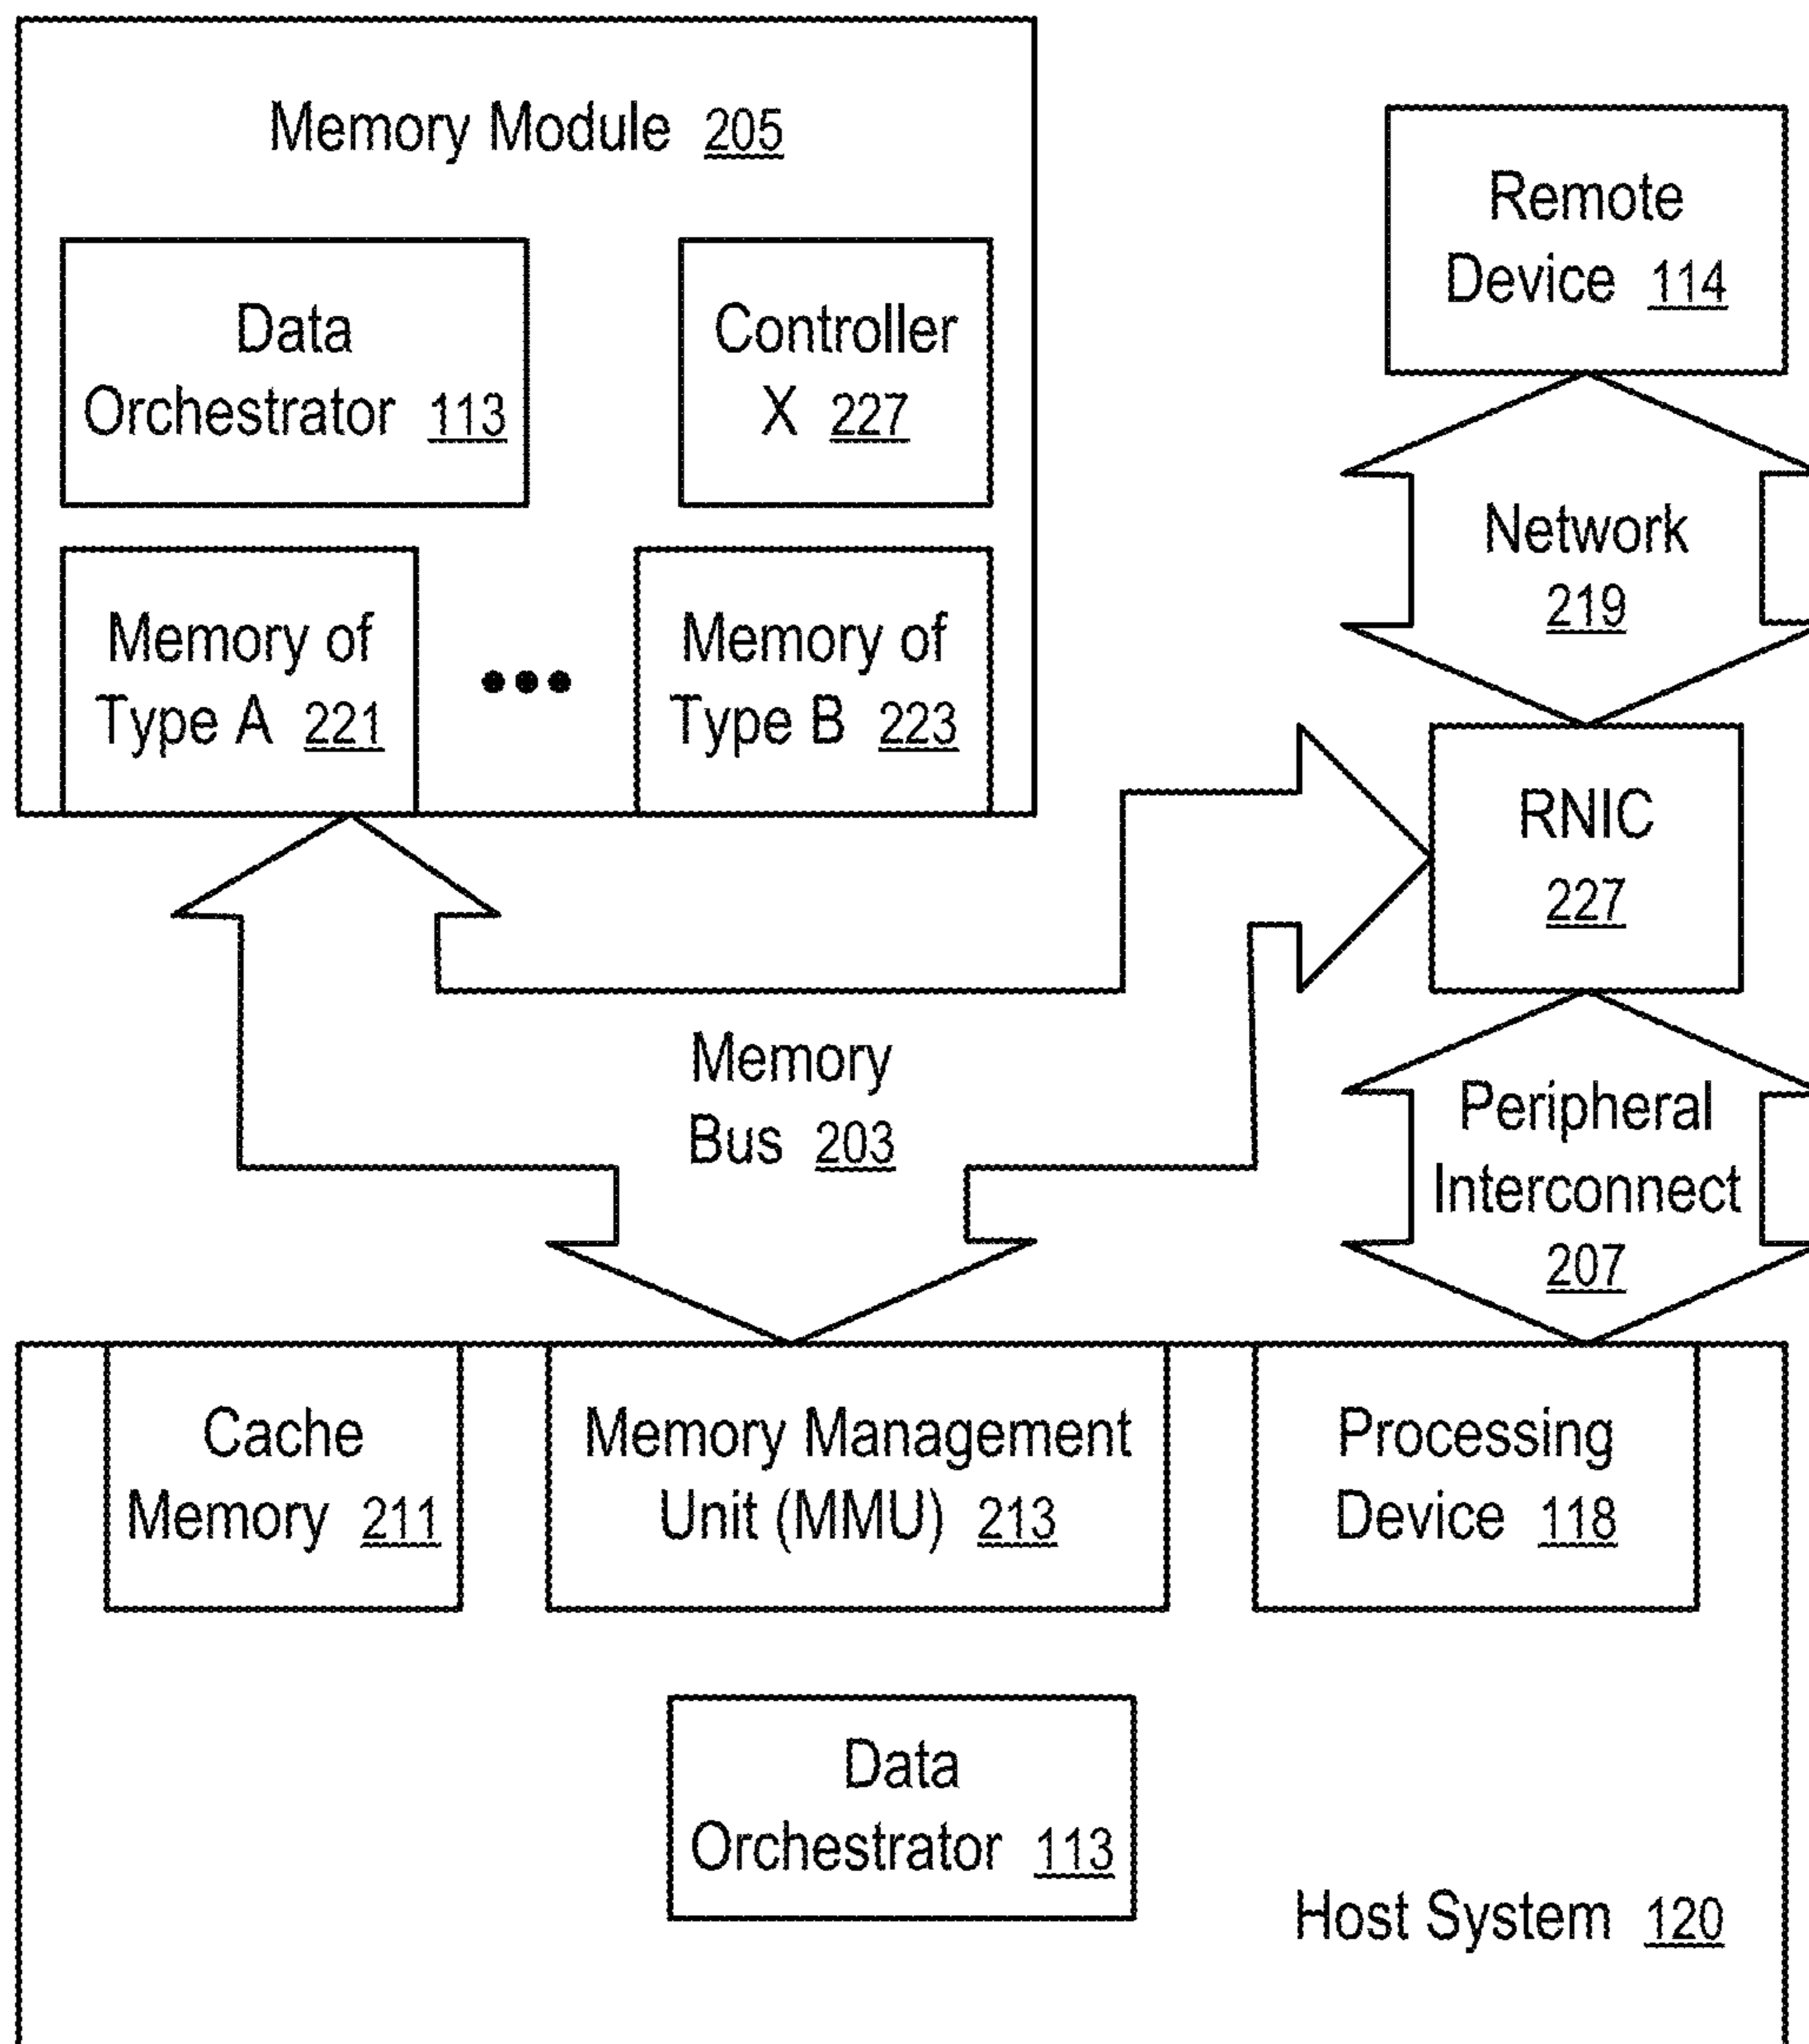 Memory Module 205
Data
Orchestrator 113
Controller
X 227
Memory of
Type A 221
Memory of
Type B 223
Remote
Device 114
Network
219
RNIC
227
Memory
Bus 203
Peripheral
Interconnect
207
Cache
Memory 211
Memory Management
Unit (MMU) 213
Processing
Device 118
Data
Orchestrator 113
Host System 120